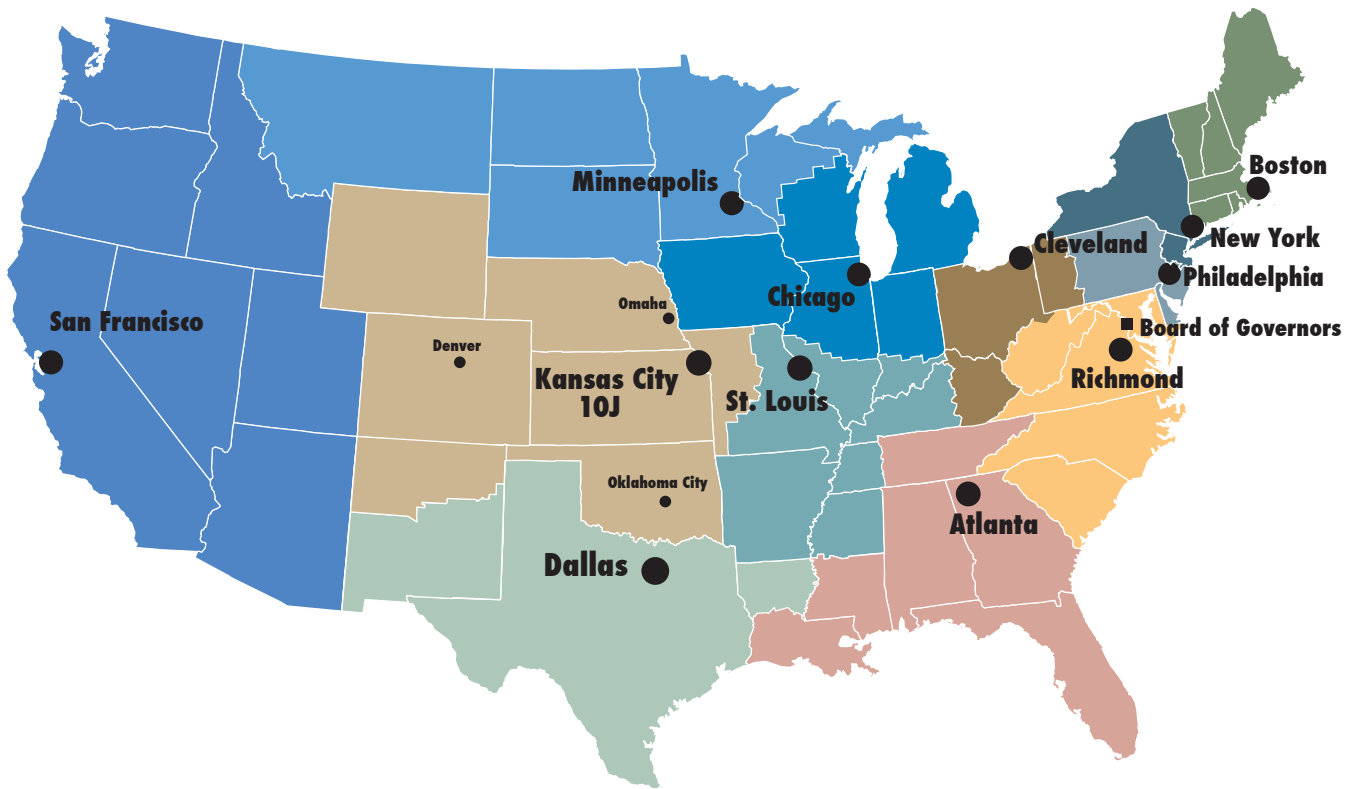 Boston
Minneapolis
New York
Cleveland
Philadelphia
Chicago
Omaha
San Francisco
Board of Governors
Denver
Kansas City
10J
Richmond
St. Louis
Oklahoma City
Atlanta
Dallas